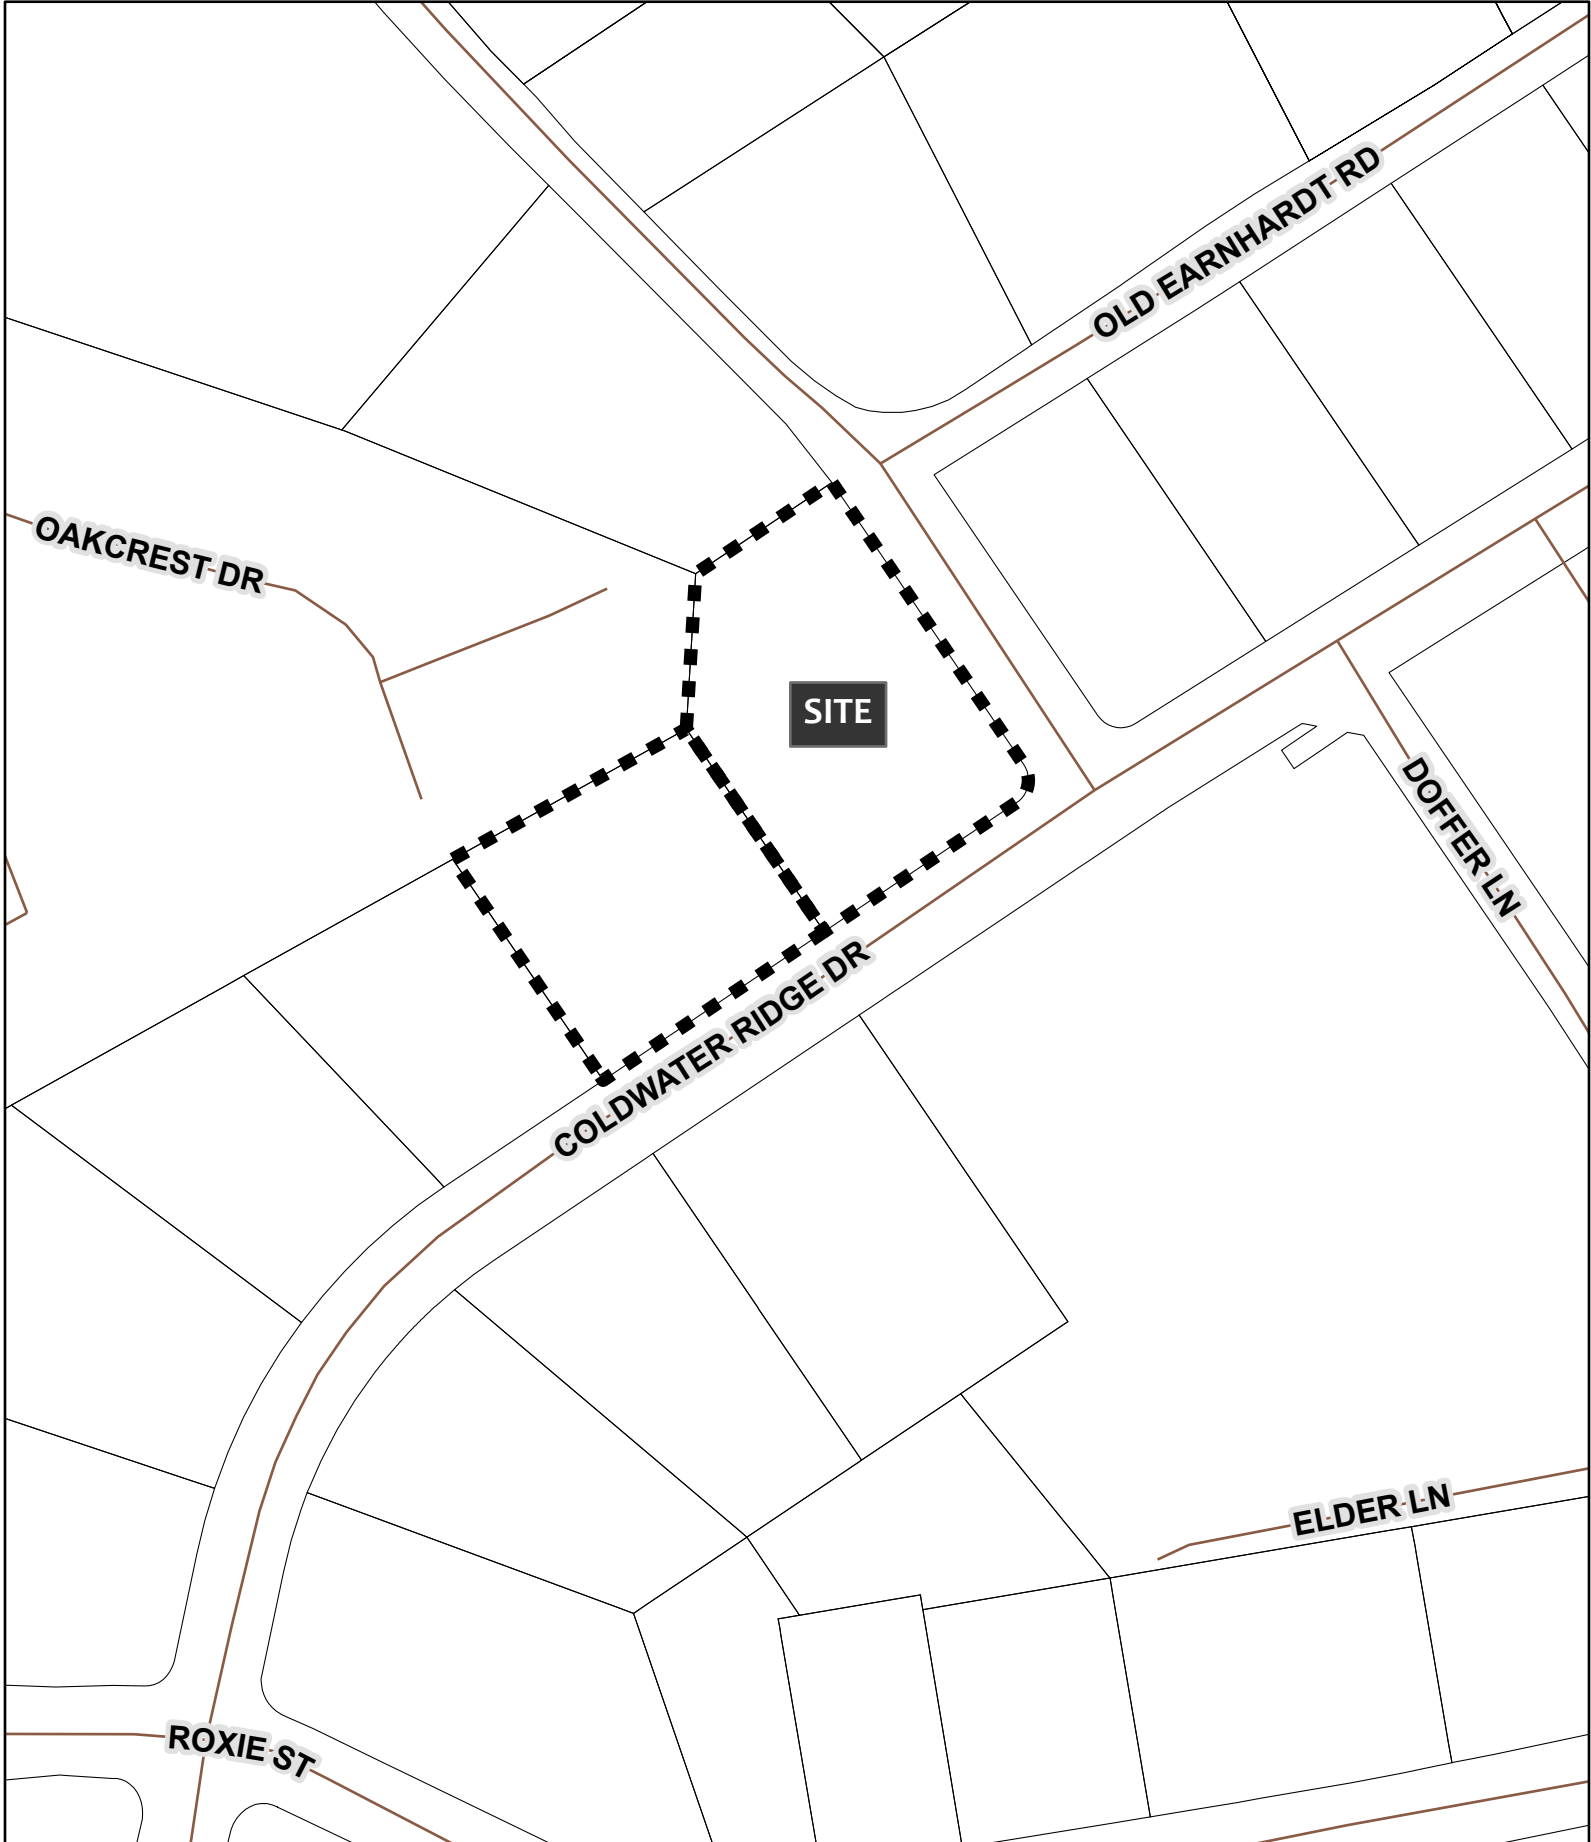 OLD EARNHARDT RD
OAKCREST DR
SITE
DOFFER LN
COLDWATER RIDGE DR
ELDER LN
ROXIE ST